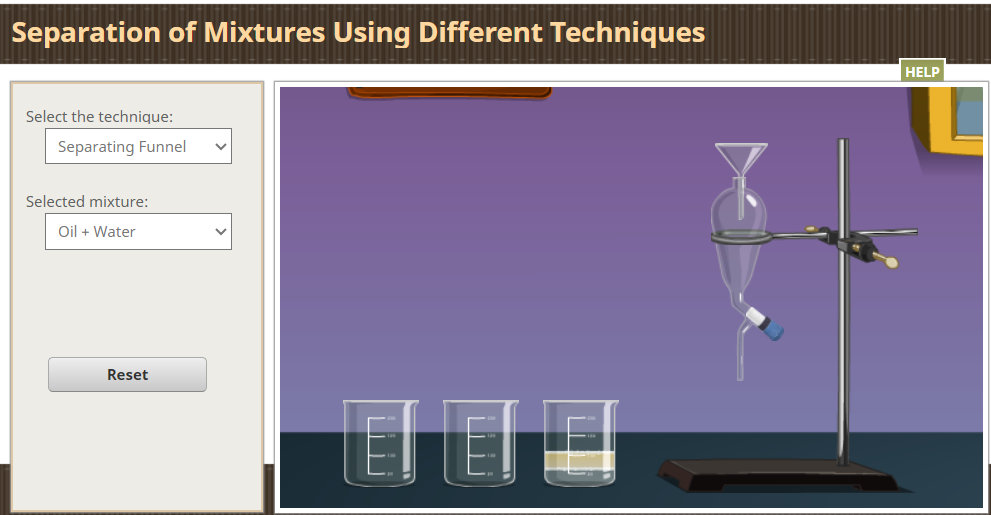 Separation of Mixtures Using Different Techniques
HELP
Select the technique:
Separating Funnel
Selected mixture:
Oil + Water
Reset